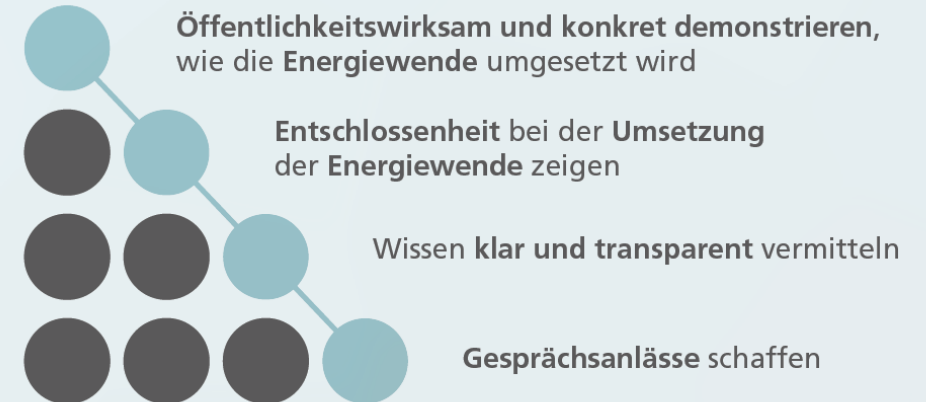 Öffentlichkeitswirksam und konkret demonstrieren,
wie die Energiewende umgesetzt wird
Entschlossenheit bei der Umsetzung
der Energiewende zeigen
Wissen klar und transparent vermitteln
Gesprächsanlässe schaffen